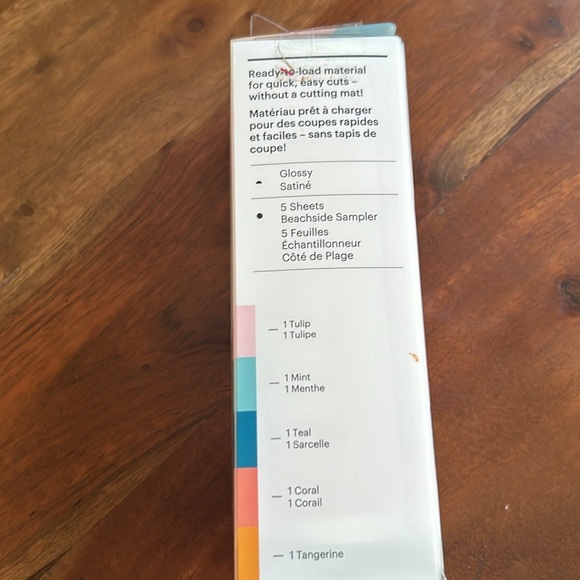 Ready-to-load material
for quick, easy cuts –
without a cutting mat!
Matériau prêt à charger
pour des coupes rapides
et faciles – sans tapis de
coupe!
Glossy
Satiné
5 Sheets
Beachside Sampler
5 Feuilles
Échantillonneur
Côté de Plage
1 Tulip
1 Tulipe
1 Mint
1 Menthe
1 Teal
1 Sarcelle
1 Coral
1 Corail
1 Tangerine